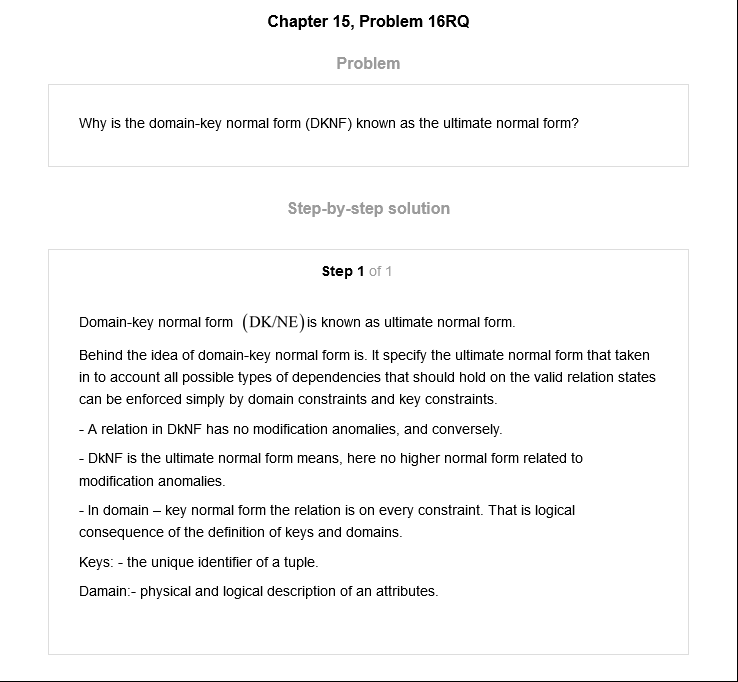 Chapter 15, Problem 16RQ
Problem
Why is the domain-key normal form (DKNF) known as the ultimate normal form?
Step-by-step solution
Step 1 of 1
Domain-key normal form (DK/NE) is known as ultimate normal form.
Behind the idea of domain-key normal form is. It specify the ultimate normal form that taken
in to account all possible types of dependencies that should hold on the valid relation states
can be enforced simply by domain constraints and key constraints.
- A relation in DkNF has no modification anomalies, and conversely.
- DkNF is the ultimate normal form means, here no higher normal form related to
modification anomalies.
- In domain – key normal form the relation is on every constraint. That is logical
consequence of the definition of keys and domains.
Keys: - the unique identifier of a tuple.
Damain:- physical and logical description of an attributes.